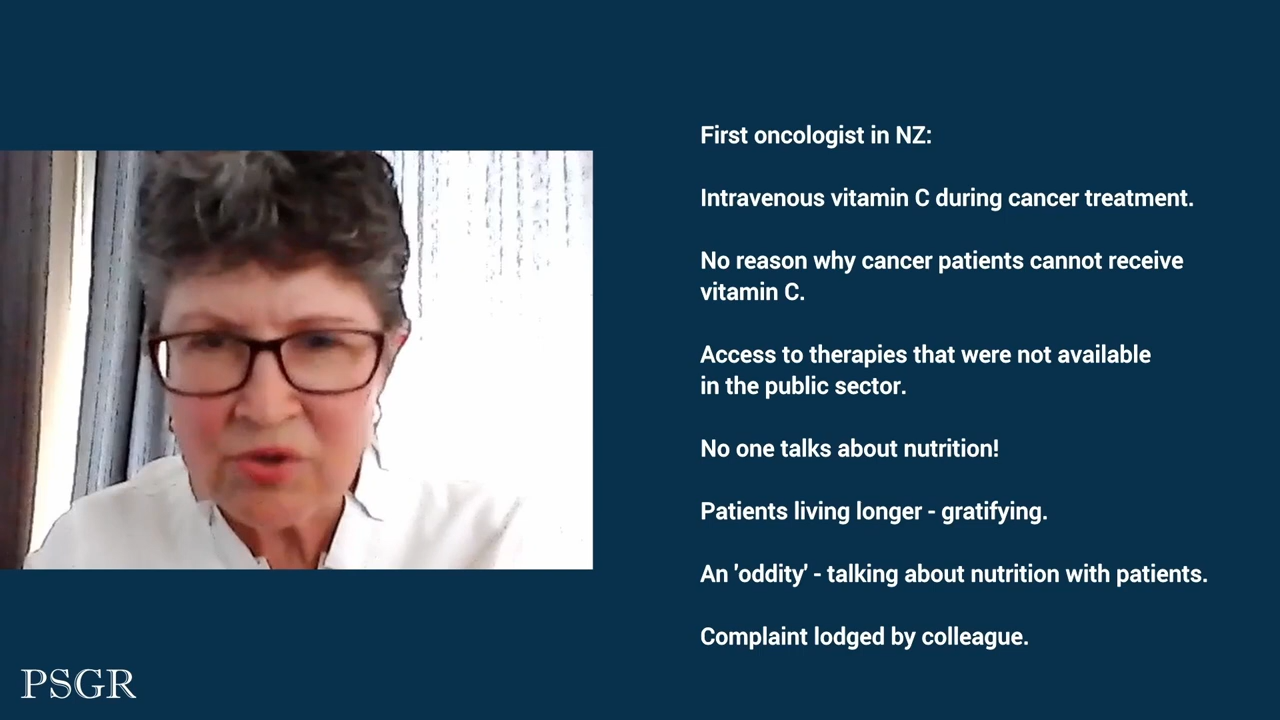 First oncologist in NZ:
Intravenous vitamin C during cancer treatment.
No reason why cancer patients cannot receive
vitamin C.
Access to therapies that were not available
in the public sector.
No one talks about nutrition!
Patients living longer - gratifying.
An 'oddity' - talking about nutrition with patients.
Complaint lodged by colleague.
PSGR